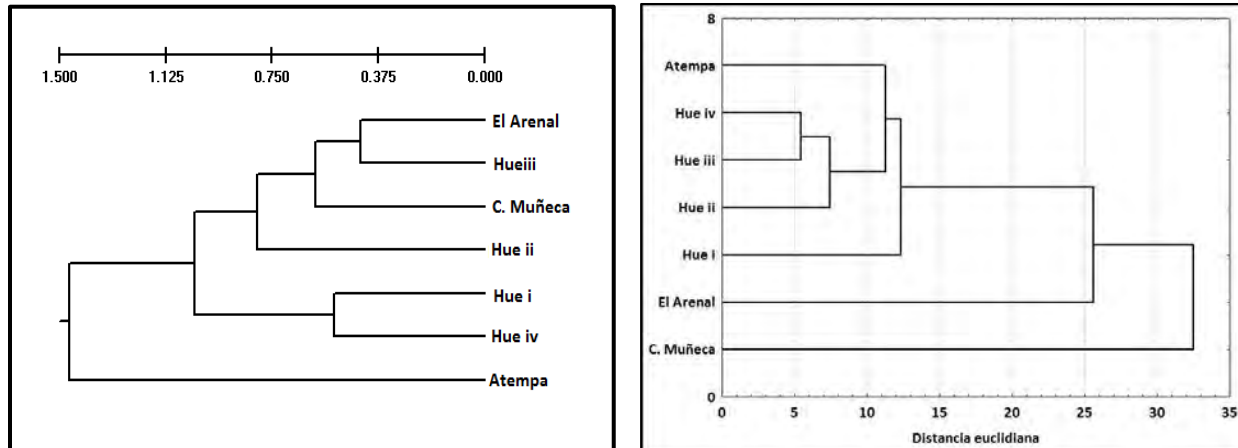 1.500 1.125 0.750 0.375 0.000
El Arenal
Hueiii
C. Muñeca
Hue ii
Hue i
Hue iv
Atempa
8
Atempa
Hue iv
Hue iii
Hue ii
Hue i
El Arenal
C. Muñeca
0
0 5 10 15 20 25 30 35
Distancia euclidiana